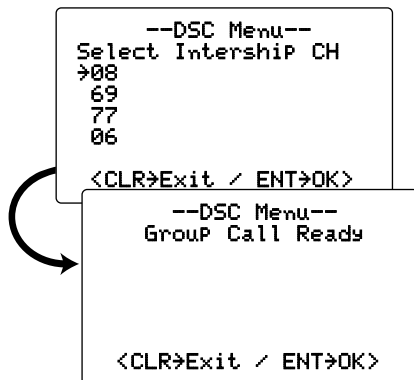 --DSC Menu--
Select IntershiP CH
→08
69
77
06
<CLR→Exit / ENT→OK>
--DSC Menu--
GrouP Call Ready
<CLR→Exit / ENT→OK>